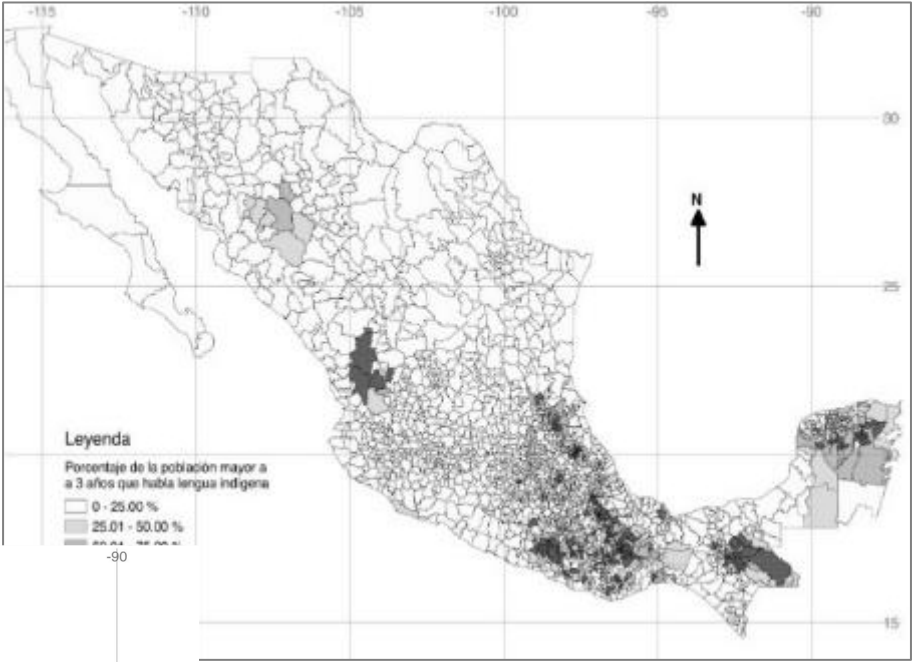 -115 -110 -105 -100 -95 -90
30
N
25
Leyenda
Porcentaje de la población mayor a
a 3 años que habla lengua indígena
0 - 25.00 %
25.01 - 50.00 %
-90
15